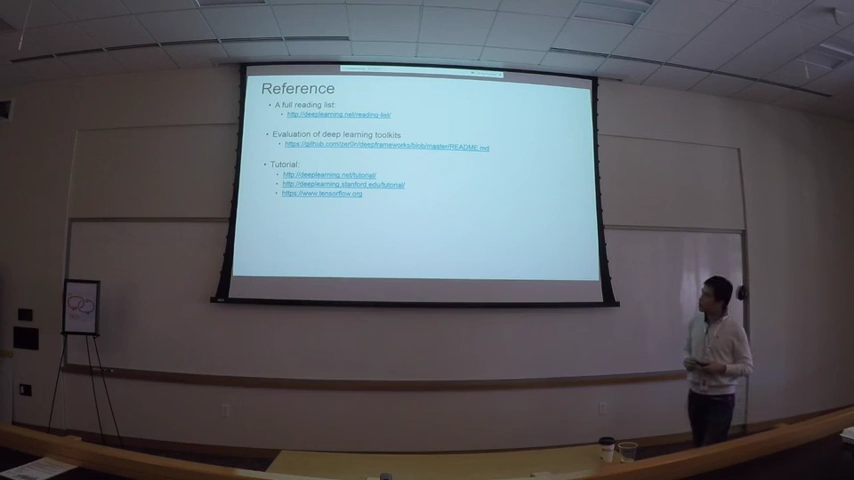 Reference
• A full reading list:
• http://deeplearning.net/reading-list/
• Evaluation of deep learning toolkits
• https://github.com/zer0n/deepframeworks/blob/master/README.md
• Tutorial:
• http://deeplearning.net/tutorial/
• http://deeplearning.stanford.edu/tutorial/
• https://www.tensorflow.org